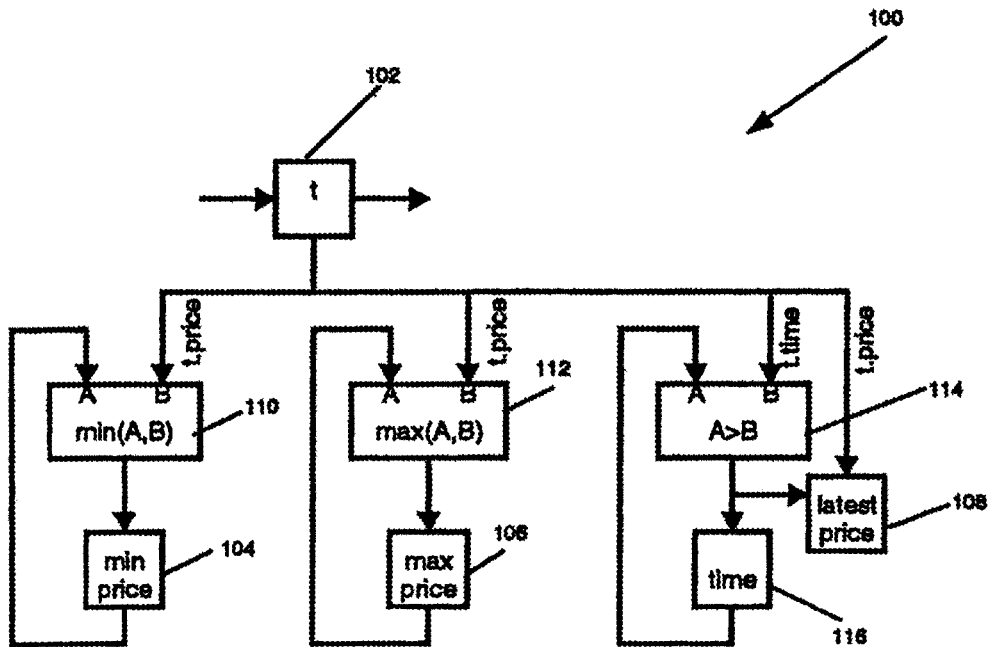 100
102
t
t.price
t.price
t.time
t.price
A B
min(A,B)
110
A B
max(A,B)
112
A B
A>B
114
min
price
104
max
price
106
time
116
latest
price
108